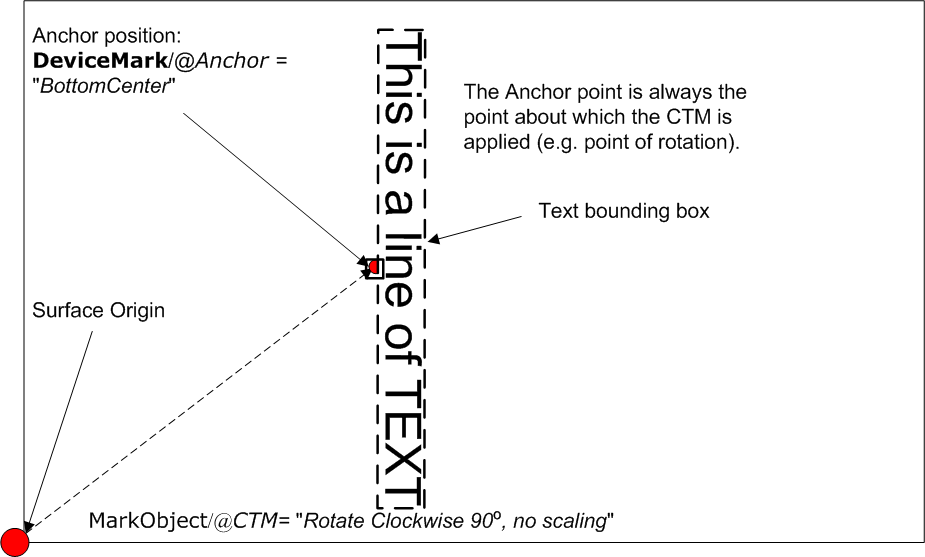 Anchor position:
DeviceMark/@Anchor =
"BottomCenter"
The Anchor point is always the
point about which the CTM is
applied (e.g. point of rotation).
This is a line of TEXT
Text bounding box
Surface Origin
MarkObject/@CTM= "Rotate Clockwise 90º, no scaling"